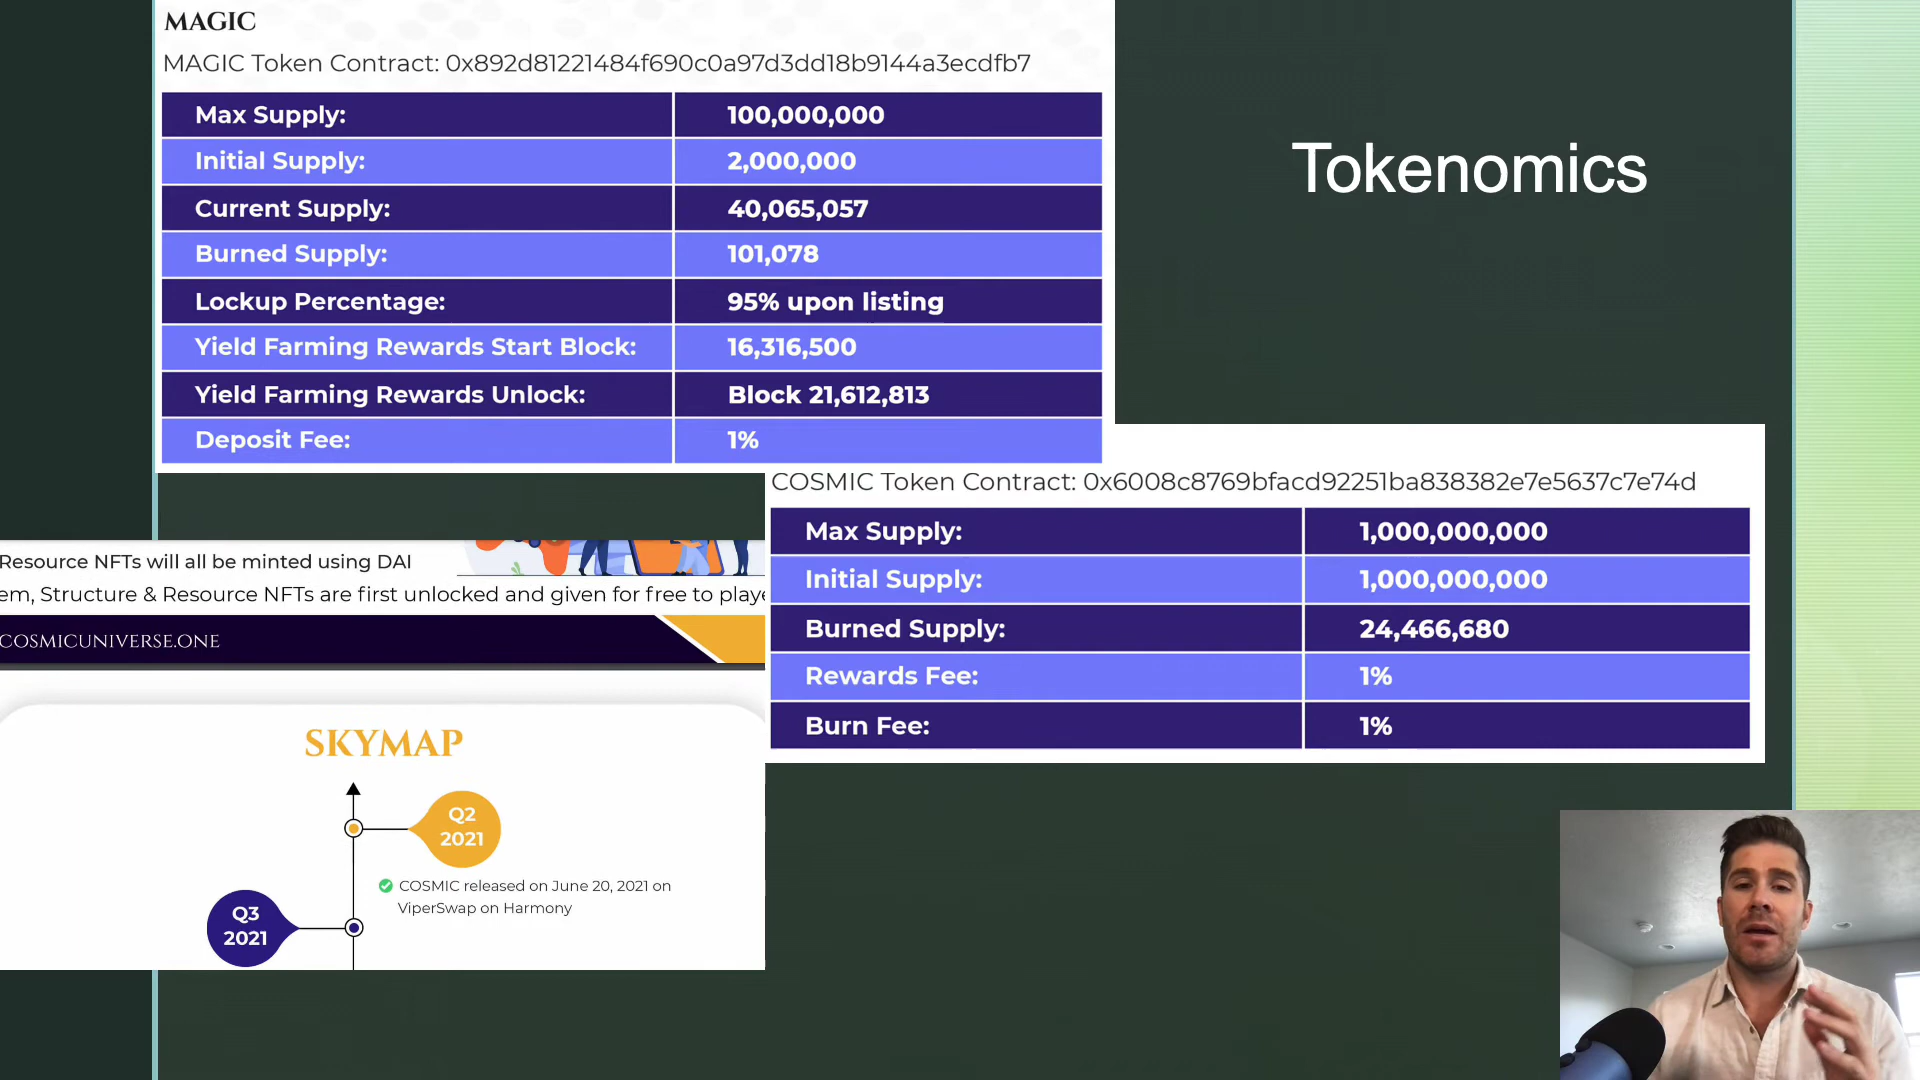 MAGIC
MAGIC Token Contract: 0x892d81221484f690c0a97d3dd18b9144a3ecdfb7
Max Supply: 100,000,000
Initial Supply: 2,000,000
Current Supply: 40,065,057
Burned Supply: 101,078
Lockup Percentage: 95% upon listing
Yield Farming Rewards Start Block: 16,316,500
Yield Farming Rewards Unlock: Block 21,612,813
Deposit Fee: 1%
Tokenomics
COSMIC Token Contract: 0x6008c8769bfacd92251ba838382e7e5637c7e74d
Max Supply: 1,000,000,000
Initial Supply: 1,000,000,000
Burned Supply: 24,466,680
Rewards Fee: 1%
Burn Fee: 1%
Resource NFTs will all be minted using DAI
em, Structure & Resource NFTs are first unlocked and given for free to playe
COSMICUNIVERSE.ONE
SKYMAP
Q2
2021
COSMIC released on June 20, 2021 on
ViperSwap on Harmony
Q3
2021